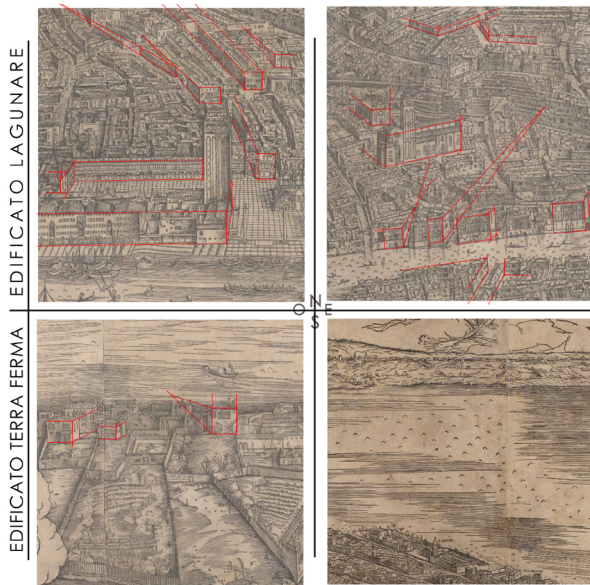 EDIFICATO LAGUNARE
N
O E
S
EDIFICATO TERRA FERMA